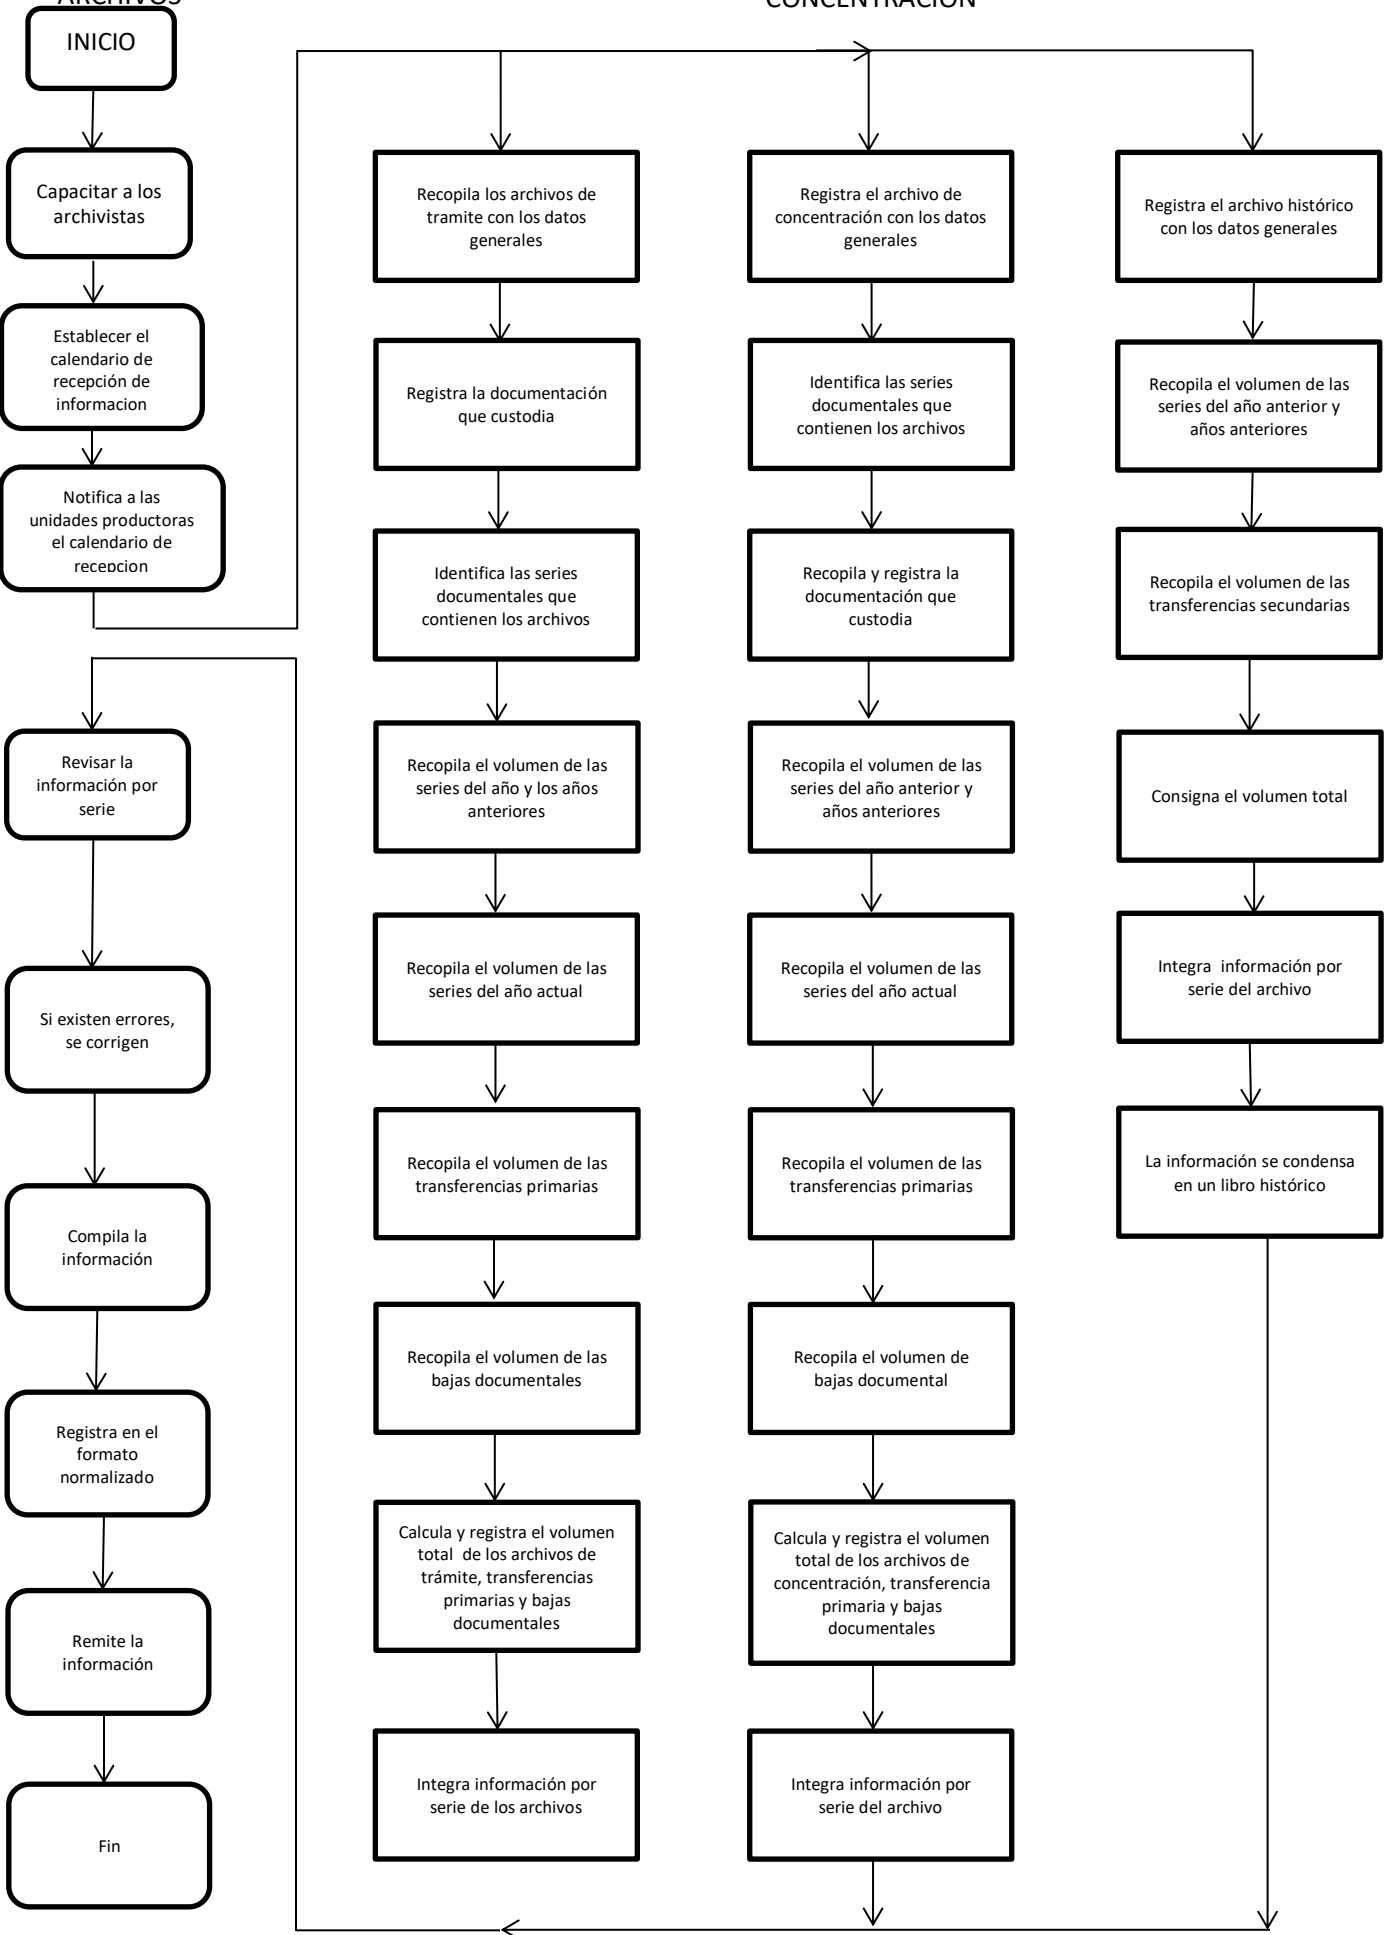 ARCHIVOS
CONCENTRACIÓN
INICIO
Capacitar a los
archivistas
Establecer el
calendario de
recepción de
informacion
Notifica a las
unidades productoras
el calendario de
recepcion
Revisar la
información por
serie
Si existen errores,
se corrigen
Compila la
información
Registra en el
formato
normalizado
Remite la
información
Fin
Recopila los archivos de
tramite con los datos
generales
Registra la documentación
que custodia
Identifica las series
documentales que
contienen los archivos
Recopila el volumen de las
series del año y los años
anteriores
Recopila el volumen de las
series del año actual
Recopila el volumen de las
transferencias primarias
Recopila el volumen de las
bajas documentales
Calcula y registra el volumen
total  de los archivos de
trámite, transferencias
primarias y bajas
documentales
Integra información por
serie de los archivos
Registra el archivo de
concentración con los datos
generales
Identifica las series
documentales que
contienen los archivos
Recopila y registra la
documentación que
custodia
Recopila el volumen de las
series del año anterior y
años anteriores
Recopila el volumen de las
series del año actual
Recopila el volumen de las
transferencias primarias
Recopila el volumen de
bajas documental
Calcula y registra el volumen
total de los archivos de
concentración, transferencia
primaria y bajas
documentales
Integra información por
serie del archivo
Registra el archivo histórico
con los datos generales
Recopila el volumen de las
series del año anterior y
años anteriores
Recopila el volumen de las
transferencias secundarias
Consigna el volumen total
Integra  información por
serie del archivo
La información se condensa
en un libro histórico